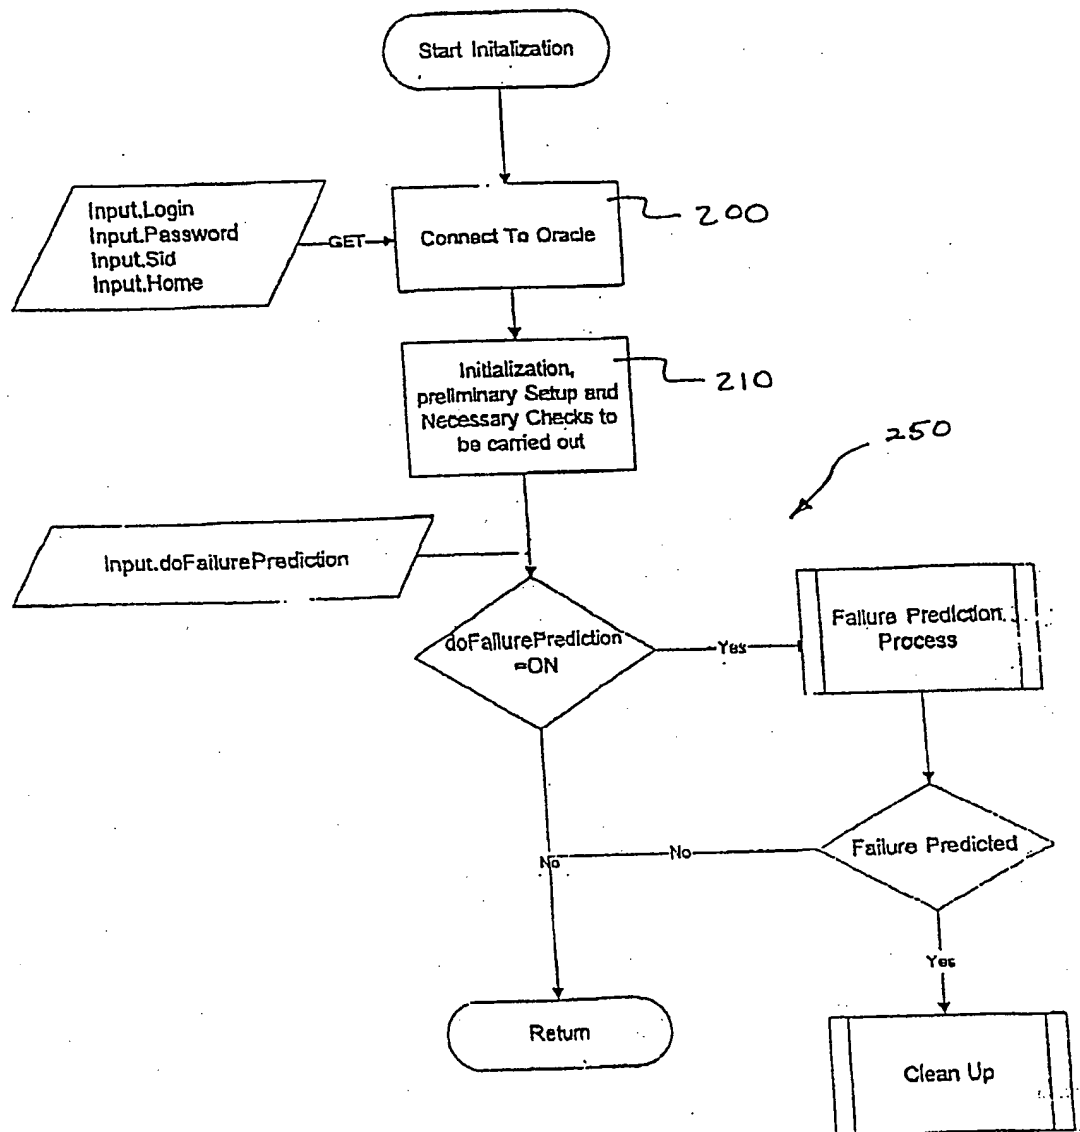 Start Initalization
Input.Login
Input.Password
Input.Sid
Input.Home
GET
Connect To Oracle
200
Initialization,
preliminary Setup and
Necessary Checks to
be carried out
210
250
Input.doFailurePrediction
doFailurePrediction
=ON
Yes
Failure Prediction
Process
Failure Predicted
No
No
Yes
Return
Clean Up